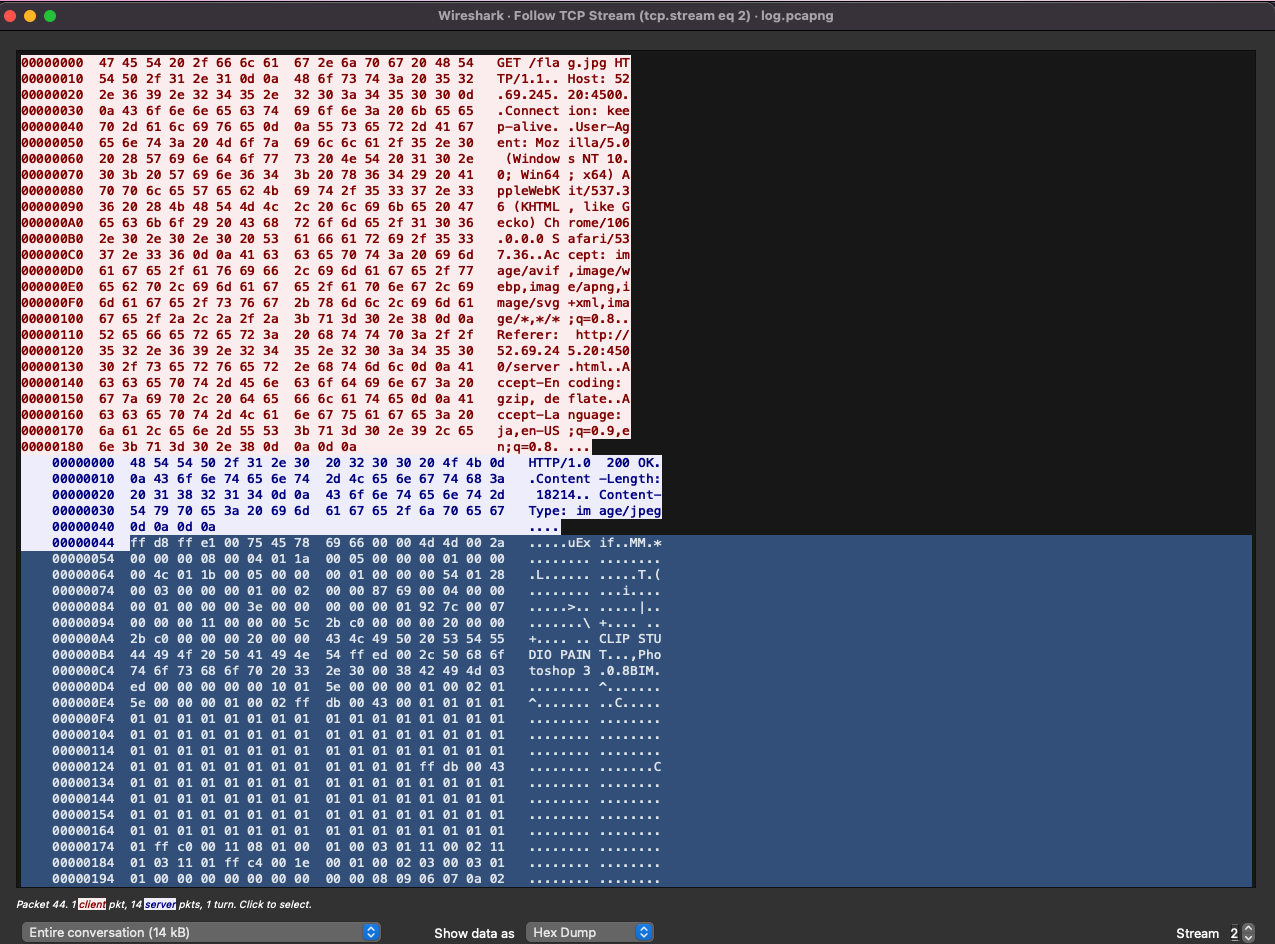 Wireshark · Follow TCP Stream (tcp.stream eq 2) · log.pcapng
00000000 47 45 54 20 2f 66 6c 61 67 2e 6a 70 67 20 48 54 GET /fla g.jpg HT
00000010 54 50 2f 31 2e 31 0d 0a 48 6f 73 74 3a 20 35 32 TP/1.1.. Host: 52
00000020 2e 36 39 2e 32 34 35 2e 32 30 3a 34 35 30 30 0d .69.245. 20:4500.
00000030 0a 43 6f 6e 6e 65 63 74 69 6f 6e 3a 20 6b 65 65 .Connect ion: kee
00000040 70 2d 61 6c 69 76 65 0d 0a 55 73 65 72 2d 41 67 p-alive. .User-Ag
00000050 65 6e 74 3a 20 4d 6f 7a 69 6c 6c 61 2f 35 2e 30 ent: Moz illa/5.0
00000060 20 28 57 69 6e 64 6f 77 73 20 4e 54 20 31 30 2e (Window s NT 10.
00000070 30 3b 20 57 69 6e 36 34 3b 20 78 36 34 29 20 41 0; Win64 ; x64) A
00000080 70 70 6c 65 57 65 62 4b 69 74 2f 35 33 37 2e 33 ppleWebK it/537.3
00000090 36 20 28 4b 48 54 4d 4c 2c 20 6c 69 6b 65 20 47 6 (KHTML , like G
000000A0 65 63 6b 6f 29 20 43 68 72 6f 6d 65 2f 31 30 36 ecko) Ch rome/106
000000B0 2e 30 2e 30 2e 30 20 53 61 66 61 72 69 2f 35 33 .0.0.0 S afari/53
000000C0 37 2e 33 36 0d 0a 41 63 63 65 70 74 3a 20 69 6d 7.36..Ac cept: im
000000D0 61 67 65 2f 61 76 69 66 2c 69 6d 61 67 65 2f 77 age/avif ,image/w
000000E0 65 62 70 2c 69 6d 61 67 65 2f 61 70 6e 67 2c 69 ebp,imag e/apng,i
000000F0 6d 61 67 65 2f 73 76 67 2b 78 6d 6c 2c 69 6d 61 mage/svg +xml,ima
00000100 67 65 2f 2a 2c 2a 2f 2a 3b 71 3d 30 2e 38 0d 0a ge/*,*/* ;q=0.8..
00000110 52 65 66 65 72 65 72 3a 20 68 74 74 70 3a 2f 2f Referer: http://
00000120 35 32 2e 36 39 2e 32 34 35 2e 32 30 3a 34 35 30 52.69.24 5.20:450
00000130 30 2f 73 65 72 76 65 72 2e 68 74 6d 6c 0d 0a 41 0/server .html..A
00000140 63 63 65 70 74 2d 45 6e 63 6f 64 69 6e 67 3a 20 ccept-En coding:
00000150 67 7a 69 70 2c 20 64 65 66 6c 61 74 65 0d 0a 41 gzip, de flate..A
00000160 63 63 65 70 74 2d 4c 61 6e 67 75 61 67 65 3a 20 ccept-La nguage:
00000170 6a 61 2c 65 6e 2d 55 53 3b 71 3d 30 2e 39 2c 65 ja,en-US ;q=0.9,e
00000180 6e 3b 71 3d 30 2e 38 0d 0a 0d 0a n;q=0.8. ...
00000000 48 54 54 50 2f 31 2e 30 20 32 30 30 20 4f 4b 0d HTTP/1.0 200 OK.
00000010 0a 43 6f 6e 74 65 6e 74 2d 4c 65 6e 67 74 68 3a .Content -Length:
00000020 20 31 38 32 31 34 0d 0a 43 6f 6e 74 65 6e 74 2d 18214.. Content-
00000030 54 79 70 65 3a 20 69 6d 61 67 65 2f 6a 70 65 67 Type: im age/jpeg
00000040 0d 0a 0d 0a ....
00000044 ff d8 ff e1 00 75 45 78 69 66 00 00 4d 4d 00 2a .....uEx if..MM.*
00000054 00 00 00 08 00 04 01 1a 00 05 00 00 00 01 00 00 ........ ........
00000064 00 4c 01 1b 00 05 00 00 00 01 00 00 00 54 01 28 .L...... .....T.(
00000074 00 03 00 00 00 01 00 02 00 00 87 69 00 04 00 00 ........ ...i....
00000084 00 01 00 00 00 3e 00 00 00 00 00 01 92 7c 00 07 .....>.. .....|..
00000094 00 00 00 11 00 00 00 5c 2b c0 00 00 00 20 00 00 .......\ +.... ..
000000A4 2b c0 00 00 00 20 00 00 43 4c 49 50 20 53 54 55 +.... .. CLIP STU
000000B4 44 49 4f 20 50 41 49 4e 54 ff ed 00 2c 50 68 6f DIO PAIN T...,Pho
000000C4 74 6f 73 68 6f 70 20 33 2e 30 00 38 42 49 4d 03 toshop 3 .0.8BIM.
000000D4 ed 00 00 00 00 00 10 01 5e 00 00 00 01 00 02 01 ........ ^.......
000000E4 5e 00 00 00 01 00 02 ff db 00 43 00 01 01 01 01 ^....... ..C.....
000000F4 01 01 01 01 01 01 01 01 01 01 01 01 01 01 01 01 ........ ........
00000104 01 01 01 01 01 01 01 01 01 01 01 01 01 01 01 01 ........ ........
00000114 01 01 01 01 01 01 01 01 01 01 01 01 01 01 01 01 ........ ........
00000124 01 01 01 01 01 01 01 01 01 01 01 01 ff db 00 43 ........ .......C
00000134 01 01 01 01 01 01 01 01 01 01 01 01 01 01 01 01 ........ ........
00000144 01 01 01 01 01 01 01 01 01 01 01 01 01 01 01 01 ........ ........
00000154 01 01 01 01 01 01 01 01 01 01 01 01 01 01 01 01 ........ ........
00000164 01 01 01 01 01 01 01 01 01 01 01 01 01 01 01 01 ........ ........
00000174 01 ff c0 00 11 08 01 00 01 00 03 01 11 00 02 11 ........ ........
00000184 01 03 11 01 ff c4 00 1e 00 01 00 02 03 00 03 01 ........ ........
00000194 01 00 00 00 00 00 00 00 00 00 08 09 06 07 0a 02 ........ ........
Packet 44. 1 client pkt, 14 server pkts, 1 turn. Click to select.
Entire conversation (14 kB) Show data as Hex Dump Stream 2